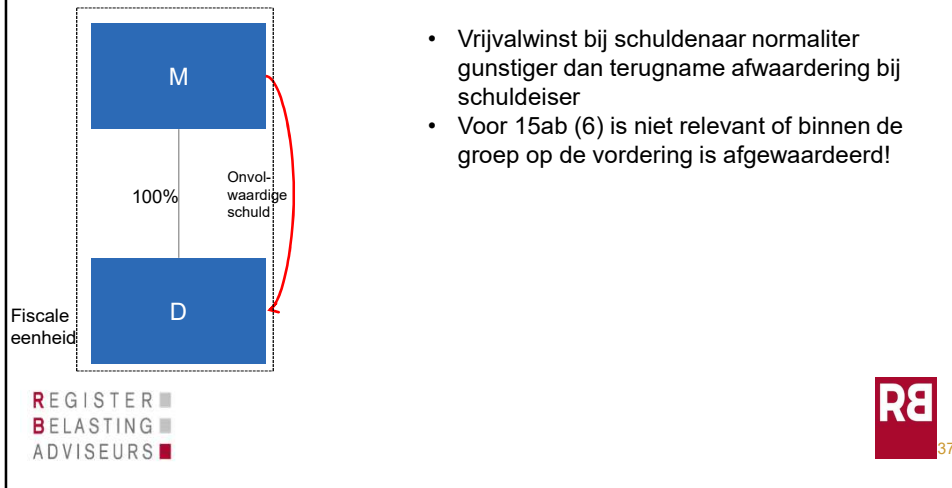 M
100%
Onvol-
waardige
schuld
D
Fiscale
eenheid
• Vrijvalwinst bij schuldenaar normaliter
gunstiger dan terugname afwaardering bij
schuldeiser
• Voor 15ab (6) is niet relevant of binnen de
groep op de vordering is afgewaardeerd!
REGISTER
BELASTING
ADVISEURS
RB
37